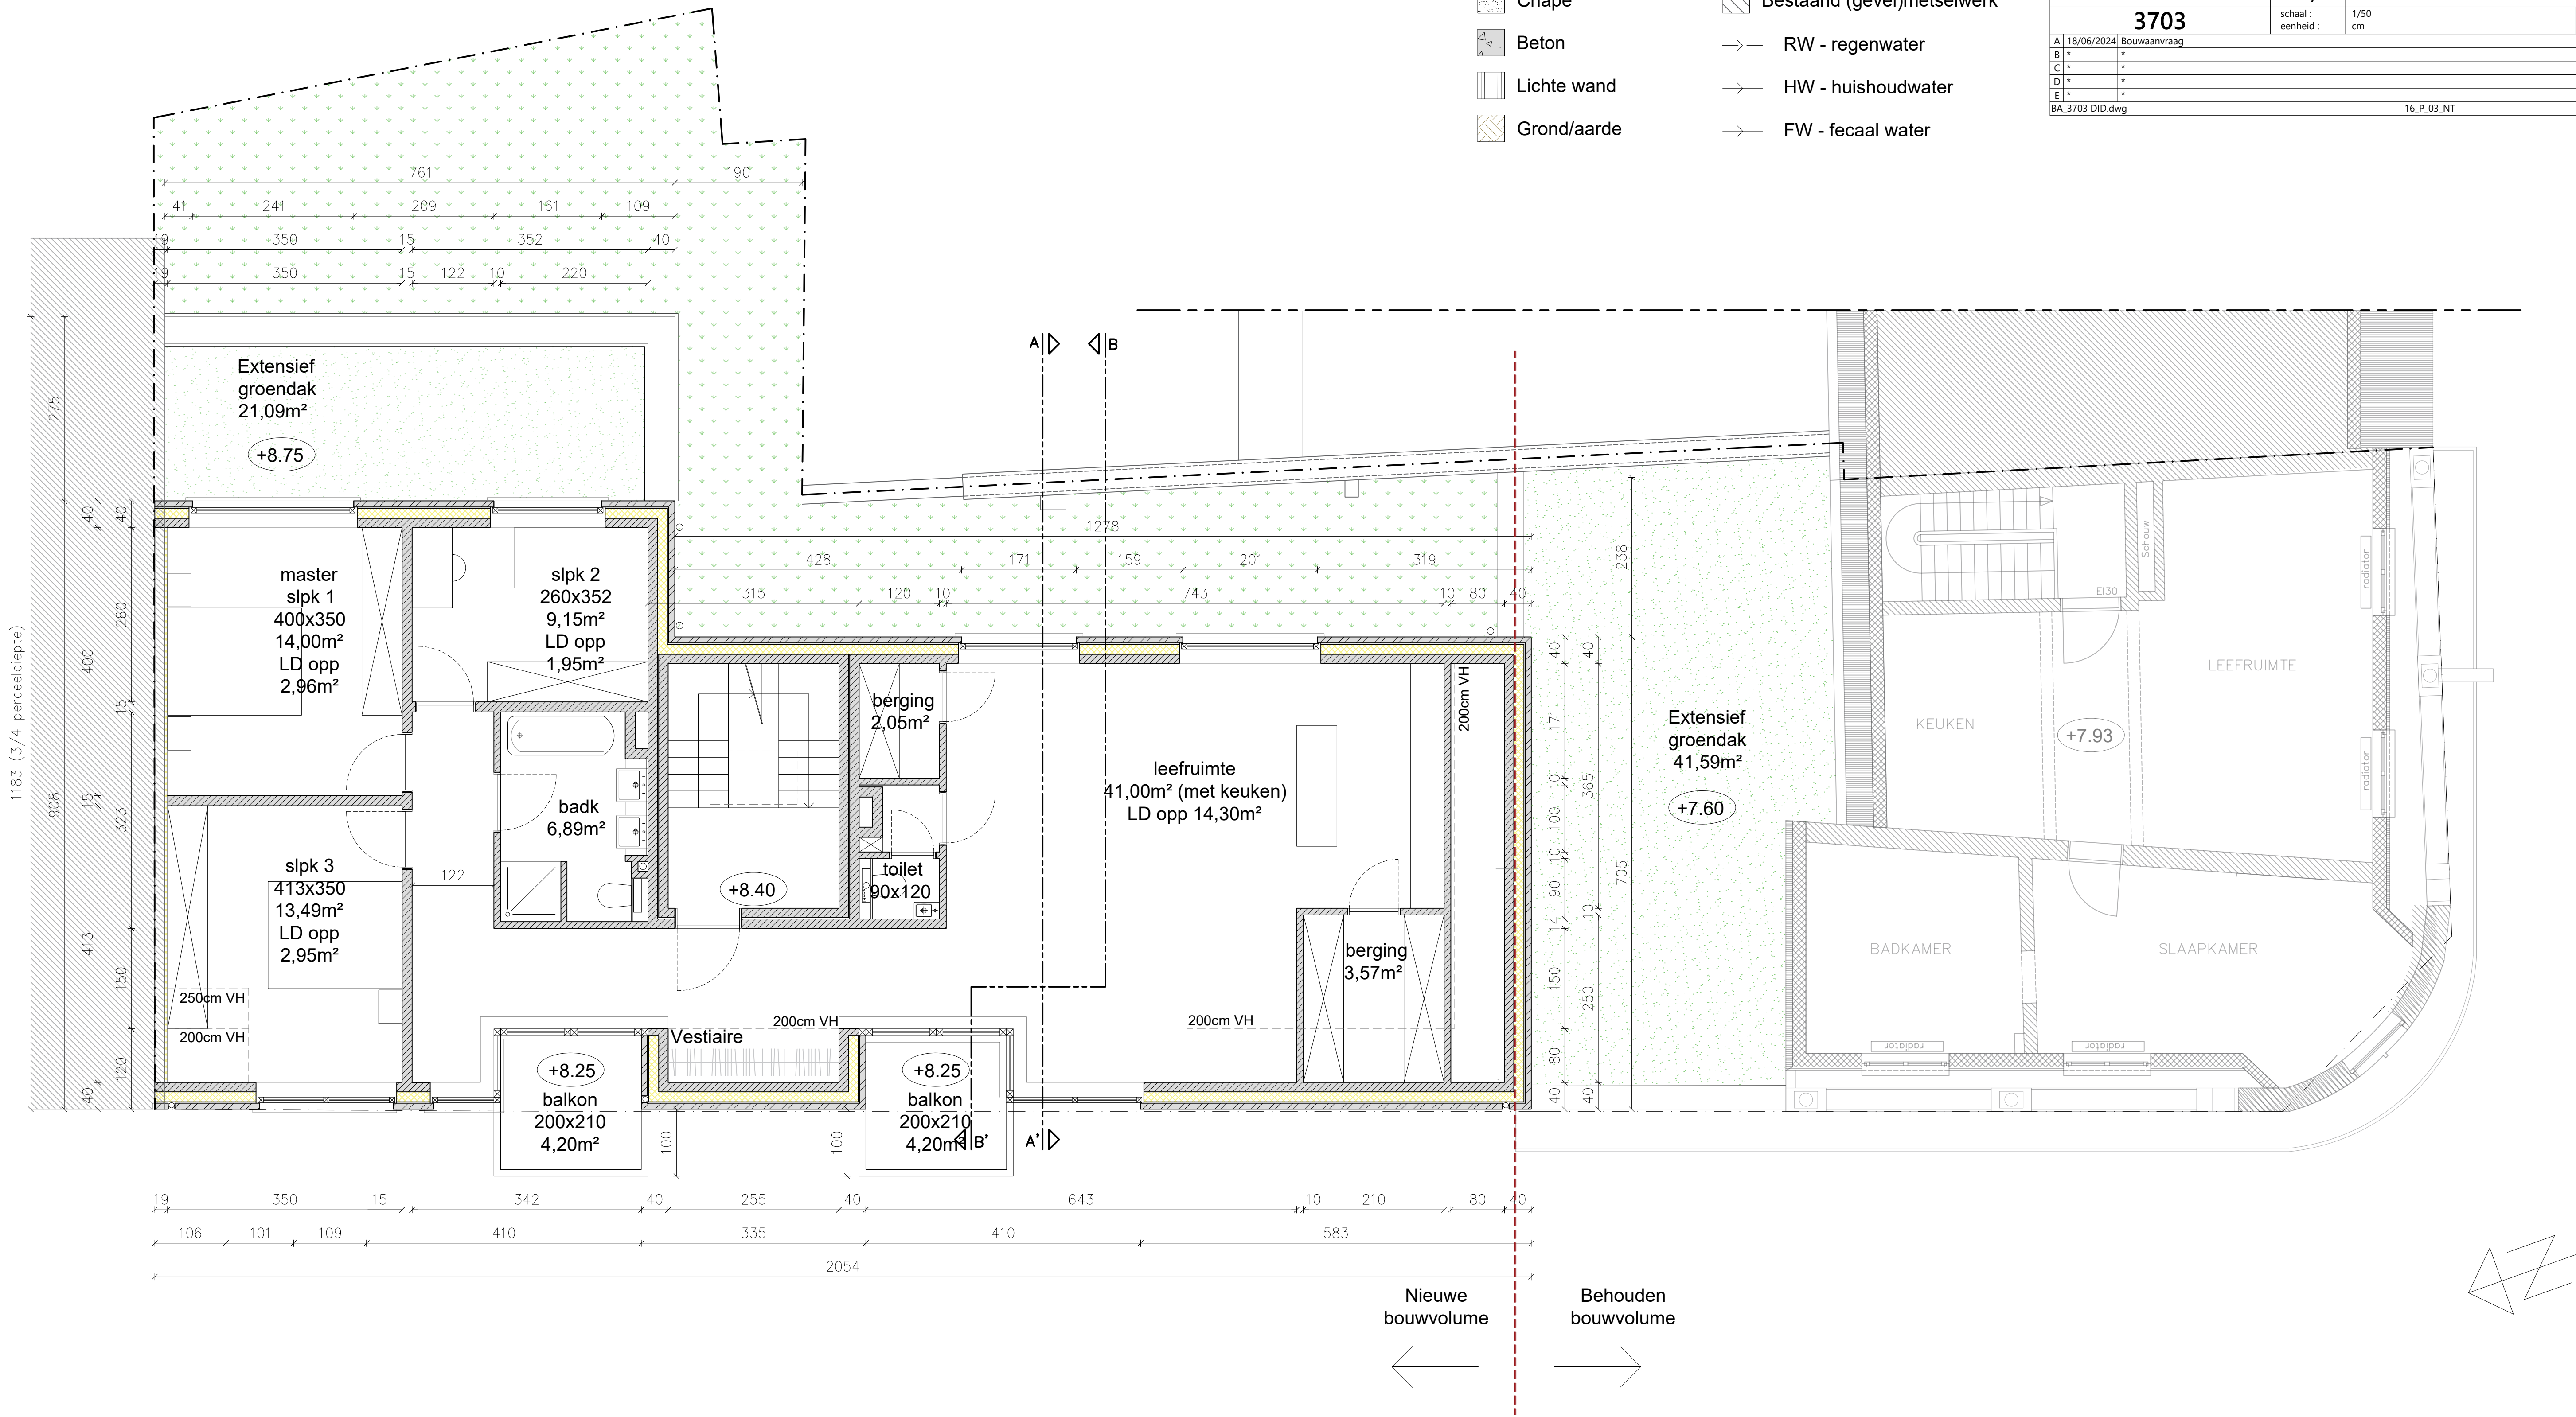 Chape
Bestaand (gevel)metselwerk
Beton
RW - regenwater
Lichte wand
HW - huishoudwater
Grond/aarde
FW - fecaal water
3703
schaal : 1/50
eenheid : cm
A 18/06/2024 Bouwaanvraag
B * *
C * *
D * *
E * *
BA_3703 DID.dwg 16_P_03_NT
761 190
41 241 209 161 109
19 350 15 352 40
19 350 15 122 10 220
Extensief
groendak
21,09m²
+8.75
A B
1278
428 171 159 201 319
315 120 10 743 10 80 40
1183 (3/4 perceeldiepte)
275
908
40 400 15 413 40
40 260 15 323 150 120
master
slpk 1
400x350
14,00m²
LD opp
2,96m²
slpk 2
260x352
9,15m²
LD opp
1,95m²
berging
2,05m²
200cm VH
leefruimte
41,00m² (met keuken)
LD opp 14,30m²
badk
6,89m²
slpk 3
413x350
13,49m²
LD opp
2,95m²
122
+8.40
toilet
90x120
berging
3,57m²
250cm VH
200cm VH
200cm VH
200cm VH
Vestiaire
+8.25
balkon
200x210
4,20m²
+8.25
balkon
200x210
4,20m²
100
100
B' A'
40 171 10 100 10 90 14 150 80 40
40 365 10 250 40
238
705
Extensief
groendak
41,59m²
+7.60
Schouw
EI30
radiator
LEEFRUIMTE
KEUKEN
+7.93
radiator
BADKAMER
SLAAPKAMER
radiator
radiator
19 350 15 342 40 255 40 643 10 210 80 40
106 101 109 410 335 410 583
2054
Nieuwe
bouwvolume
Behouden
bouwvolume
N